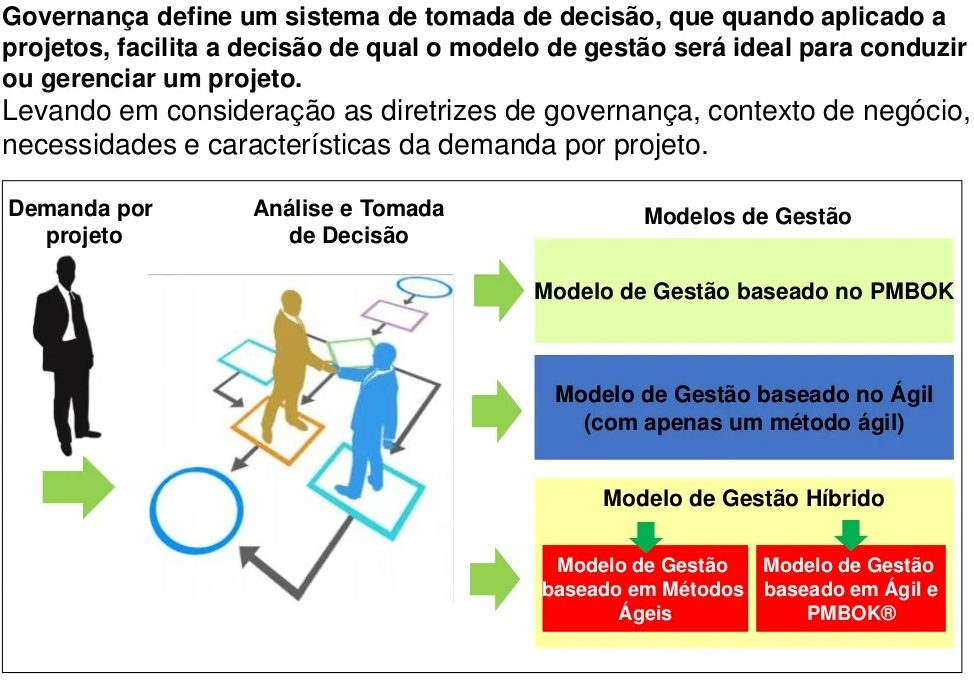 Governança define um sistema de tomada de decisão, que quando aplicado a
projetos, facilita a decisão de qual o modelo de gestão será ideal para conduzir
ou gerenciar um projeto.
Levando em consideração as diretrizes de governança, contexto de negócio,
necessidades e características da demanda por projeto.
Demanda por
projeto
Análise e Tomada
de Decisão
Modelos de Gestão
Modelo de Gestão baseado no PMBOK
Modelo de Gestão baseado no Ágil
(com apenas um método ágil)
Modelo de Gestão Híbrido
Modelo de Gestão
baseado em Métodos
Ágeis
Modelo de Gestão
baseado em Ágil e
PMBOK®